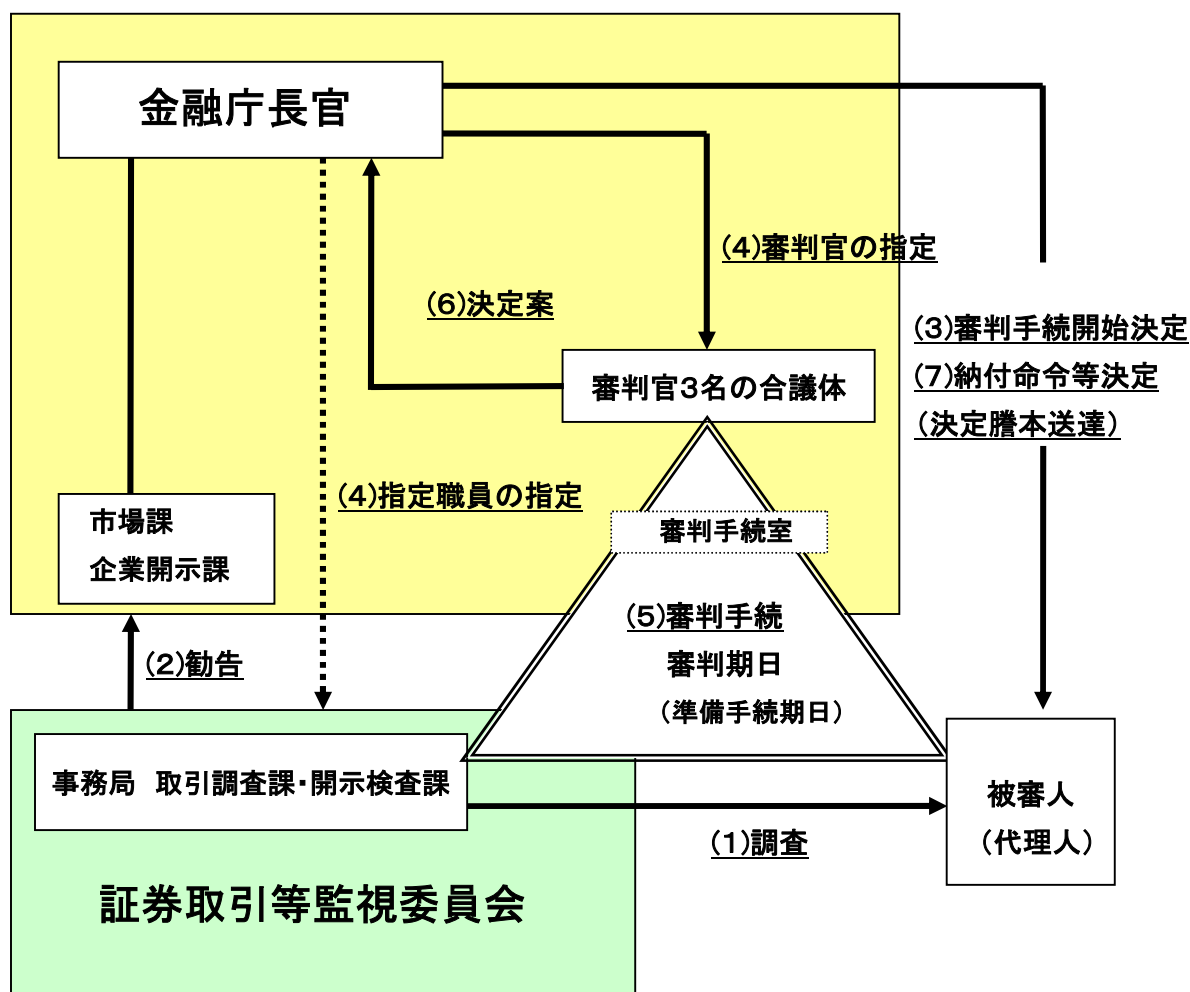 金融庁長官
(4)審判官の指定
(6)決定案
(3)審判手続開始決定
(7)納付命令等決定
（決定謄本送達）
審判官3名の合議体
(4)指定職員の指定
市場課
企業開示課
審判手続室
(5)審判手続
審判期日
（準備手続期日）
(2)勧告
事務局　取引調査課・開示検査課
被審人
（代理人）
(1)調査
証券取引等監視委員会